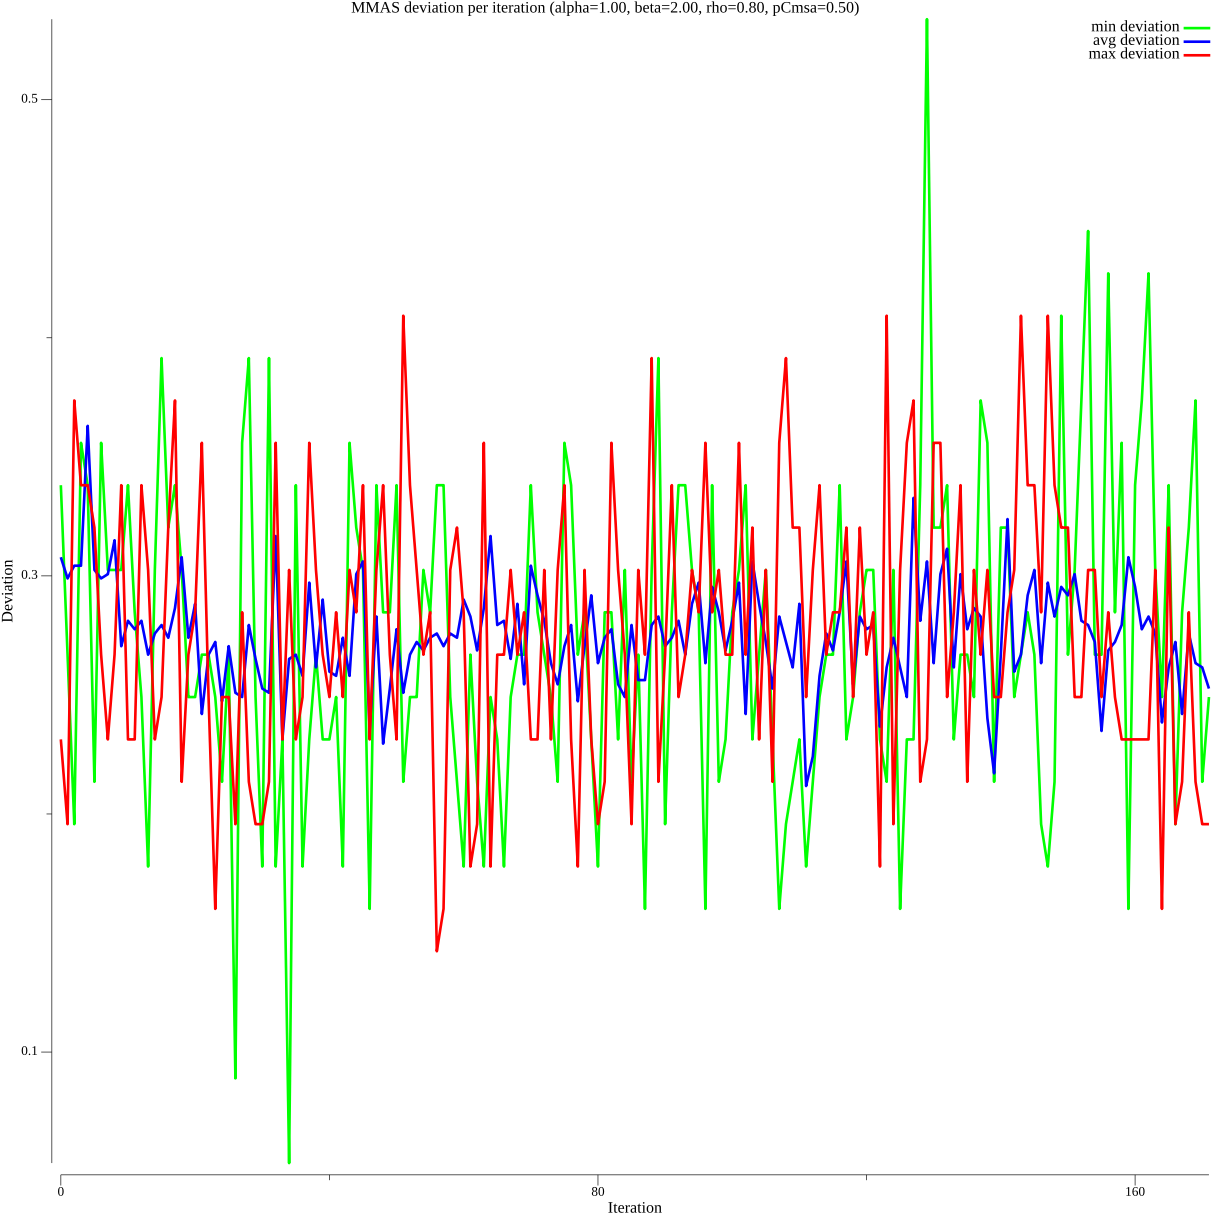 MMAS deviation per iteration (alpha=1.00, beta=2.00, rho=0.80, pCmsa=0.50)
min deviation
avg deviation
max deviation
0.5
0.3
0.1
Deviation
0
80
160
Iteration